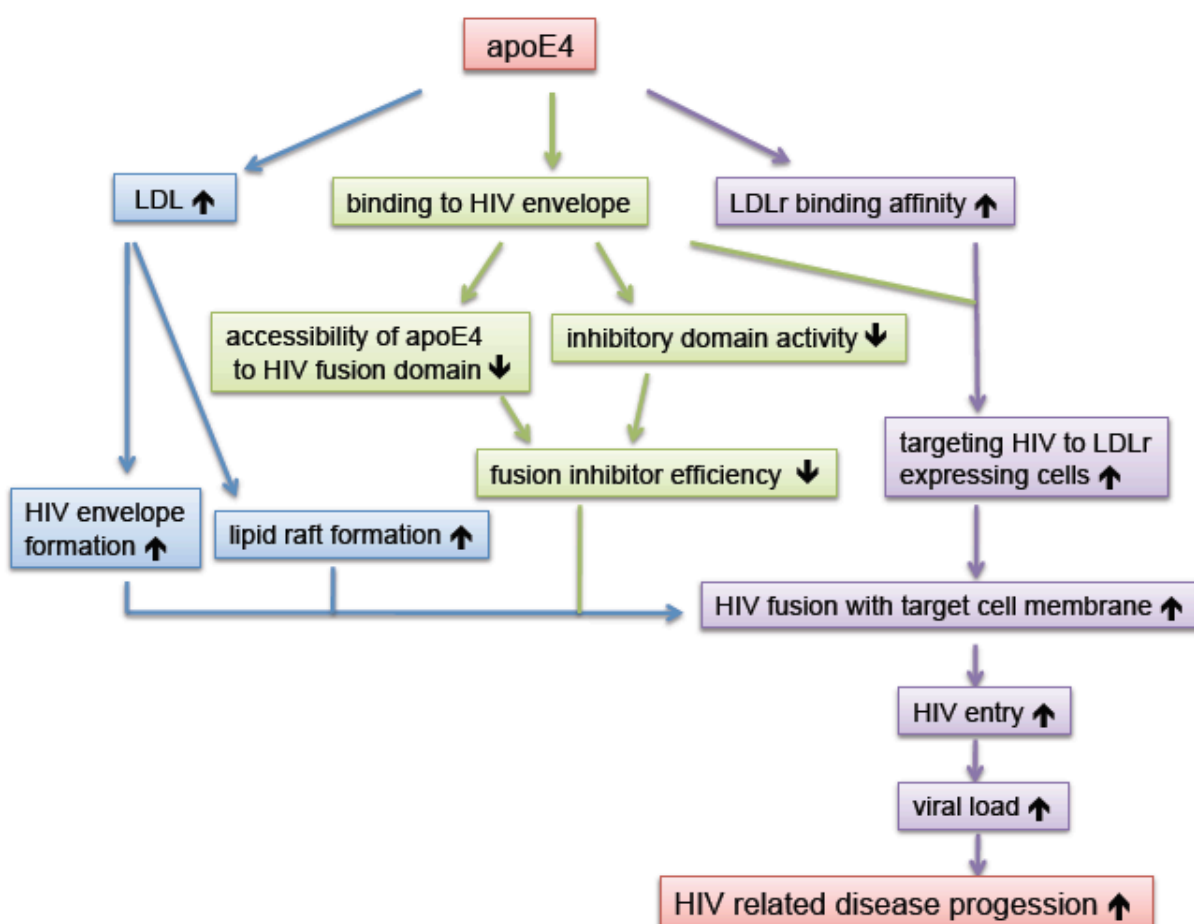 apoE4
LDL ↑
binding to HIV envelope
LDLr binding affinity ↑
accessibility of apoE4
to HIV fusion domain ↓
inhibitory domain activity ↓
targeting HIV to LDLr
expressing cells ↑
fusion inhibitor efficiency ↓
HIV envelope
formation ↑
lipid raft formation ↑
HIV fusion with target cell membrane ↑
HIV entry ↑
viral load ↑
HIV related disease progession ↑